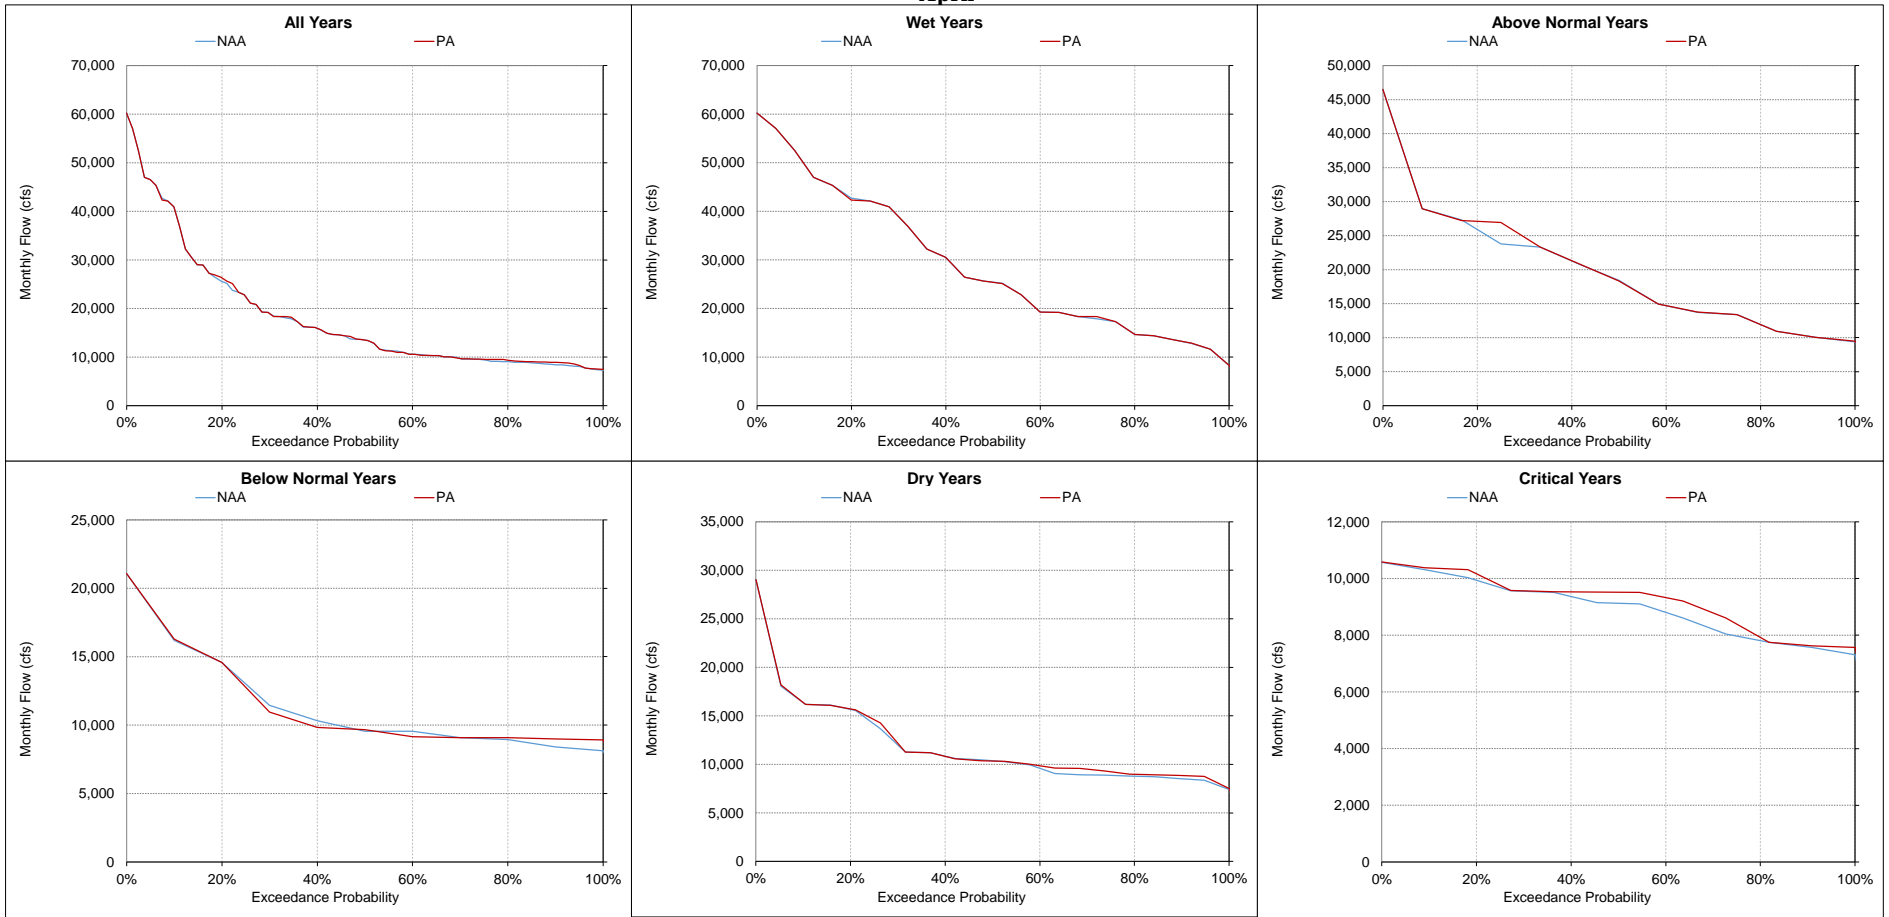 All Years
NAA PA
70,000
60,000
50,000
40,000
30,000
20,000
10,000
0
Monthly Flow (cfs)
0% 20% 40% 60% 80% 100%
Exceedance Probability
Wet Years
NAA PA
70,000
60,000
50,000
40,000
30,000
20,000
10,000
0
Monthly Flow (cfs)
0% 20% 40% 60% 80% 100%
Exceedance Probability
Above Normal Years
NAA PA
50,000
45,000
40,000
35,000
30,000
25,000
20,000
15,000
10,000
5,000
0
Monthly Flow (cfs)
0% 20% 40% 60% 80% 100%
Exceedance Probability
Below Normal Years
NAA PA
25,000
20,000
15,000
10,000
5,000
0
Monthly Flow (cfs)
0% 20% 40% 60% 80% 100%
Exceedance Probability
Dry Years
NAA PA
35,000
30,000
25,000
20,000
15,000
10,000
5,000
0
Monthly Flow (cfs)
0% 20% 40% 60% 80% 100%
Exceedance Probability
Critical Years
NAA PA
12,000
10,000
8,000
6,000
4,000
2,000
0
Monthly Flow (cfs)
0% 20% 40% 60% 80% 100%
Exceedance Probability